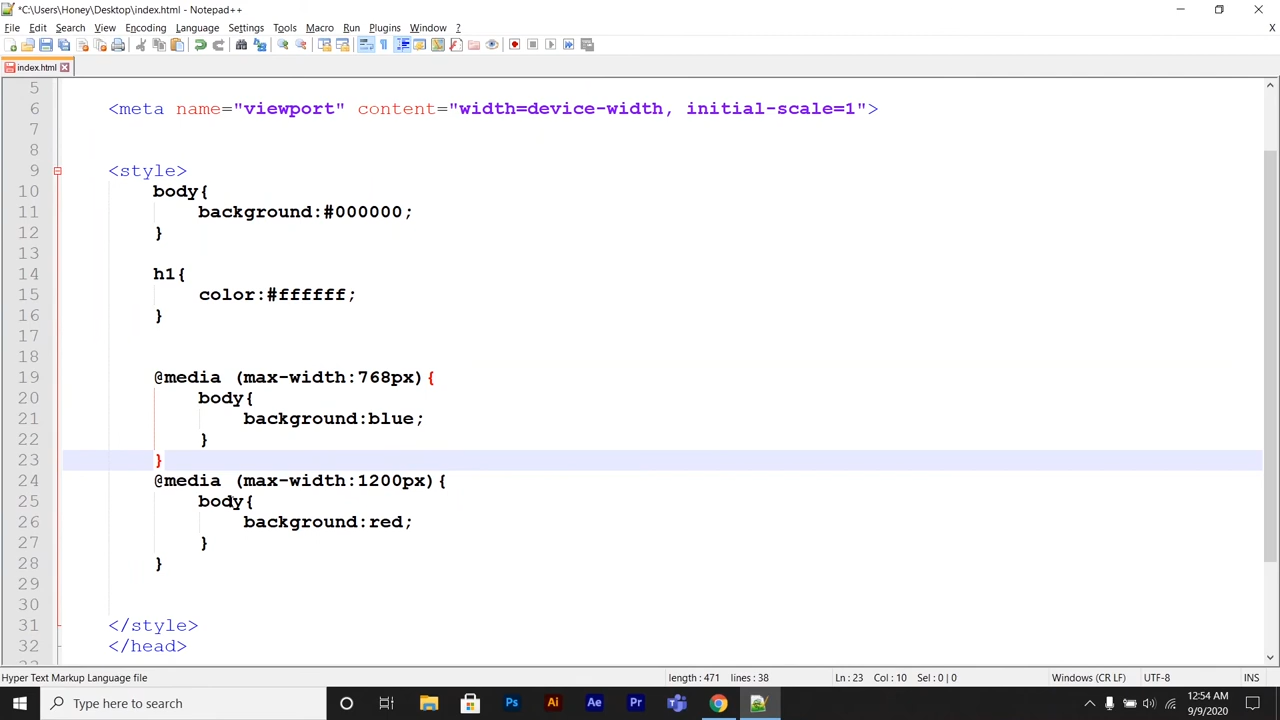 *C:\Users\Honey\Desktop\index.html - Notepad++
File Edit Search View Encoding Language Settings Tools Macro Run Plugins Window ?
X
index.html
5
6 <meta name="viewport" content="width=device-width, initial-scale=1">
7
8
9 <style>
10 body{
11 background:#000000;
12 }
13
14 h1{
15 color:#ffffff;
16 }
17
18
19 @media (max-width:768px){
20 body{
21 background:blue;
22 }
23 }
24 @media (max-width:1200px){
25 body{
26 background:red;
27 }
28 }
29
30
31 </style>
32 </head>
Hyper Text Markup Language file length : 471 lines : 38 Ln : 23 Col : 10 Sel : 0 | 0 Windows (CR LF) UTF-8 INS
Type here to search Ps Ai Ae Pr 12:54 AM
9/9/2020